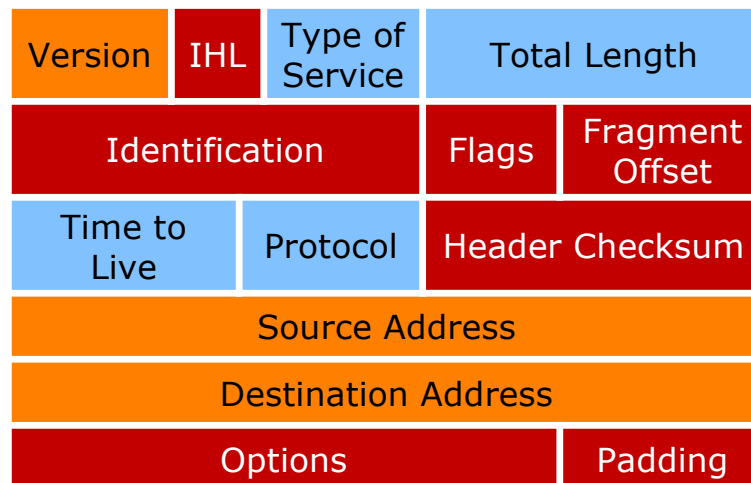 Version
IHL
Type of
Service
Total Length
Identification
Flags
Fragment
Offset
Time to
Live
Protocol
Header Checksum
Source Address
Destination Address
Options
Padding